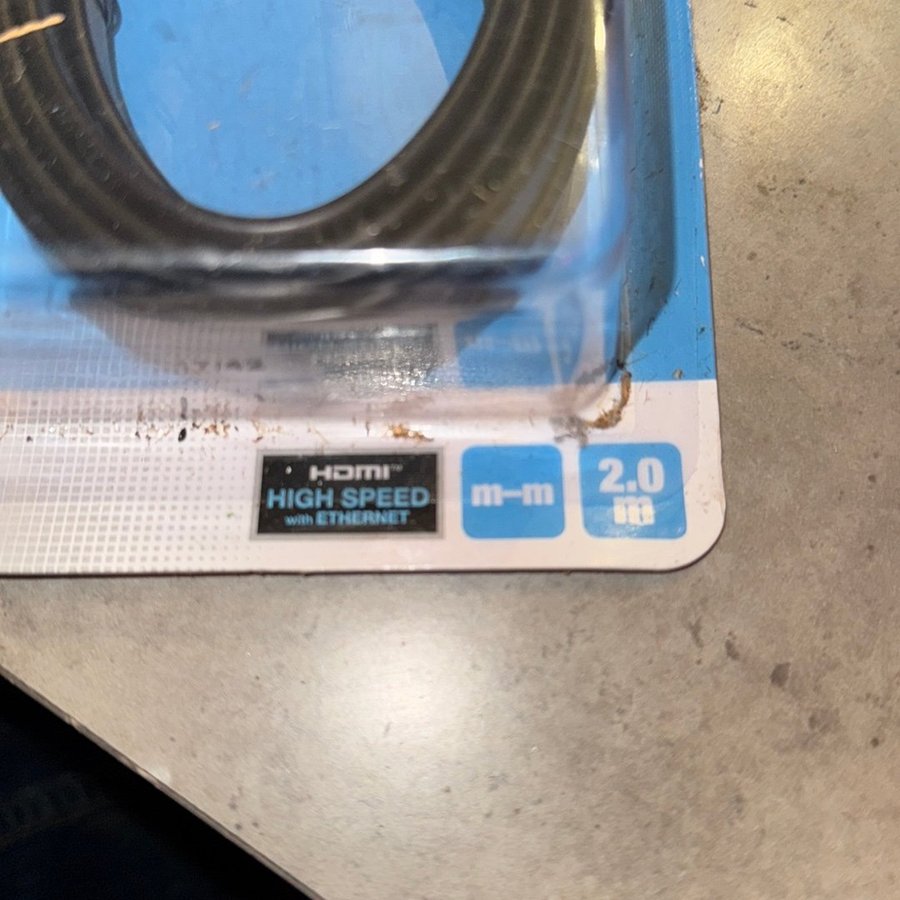 HDMI™
HIGH SPEED
with ETHERNET
m–m
2.0
m